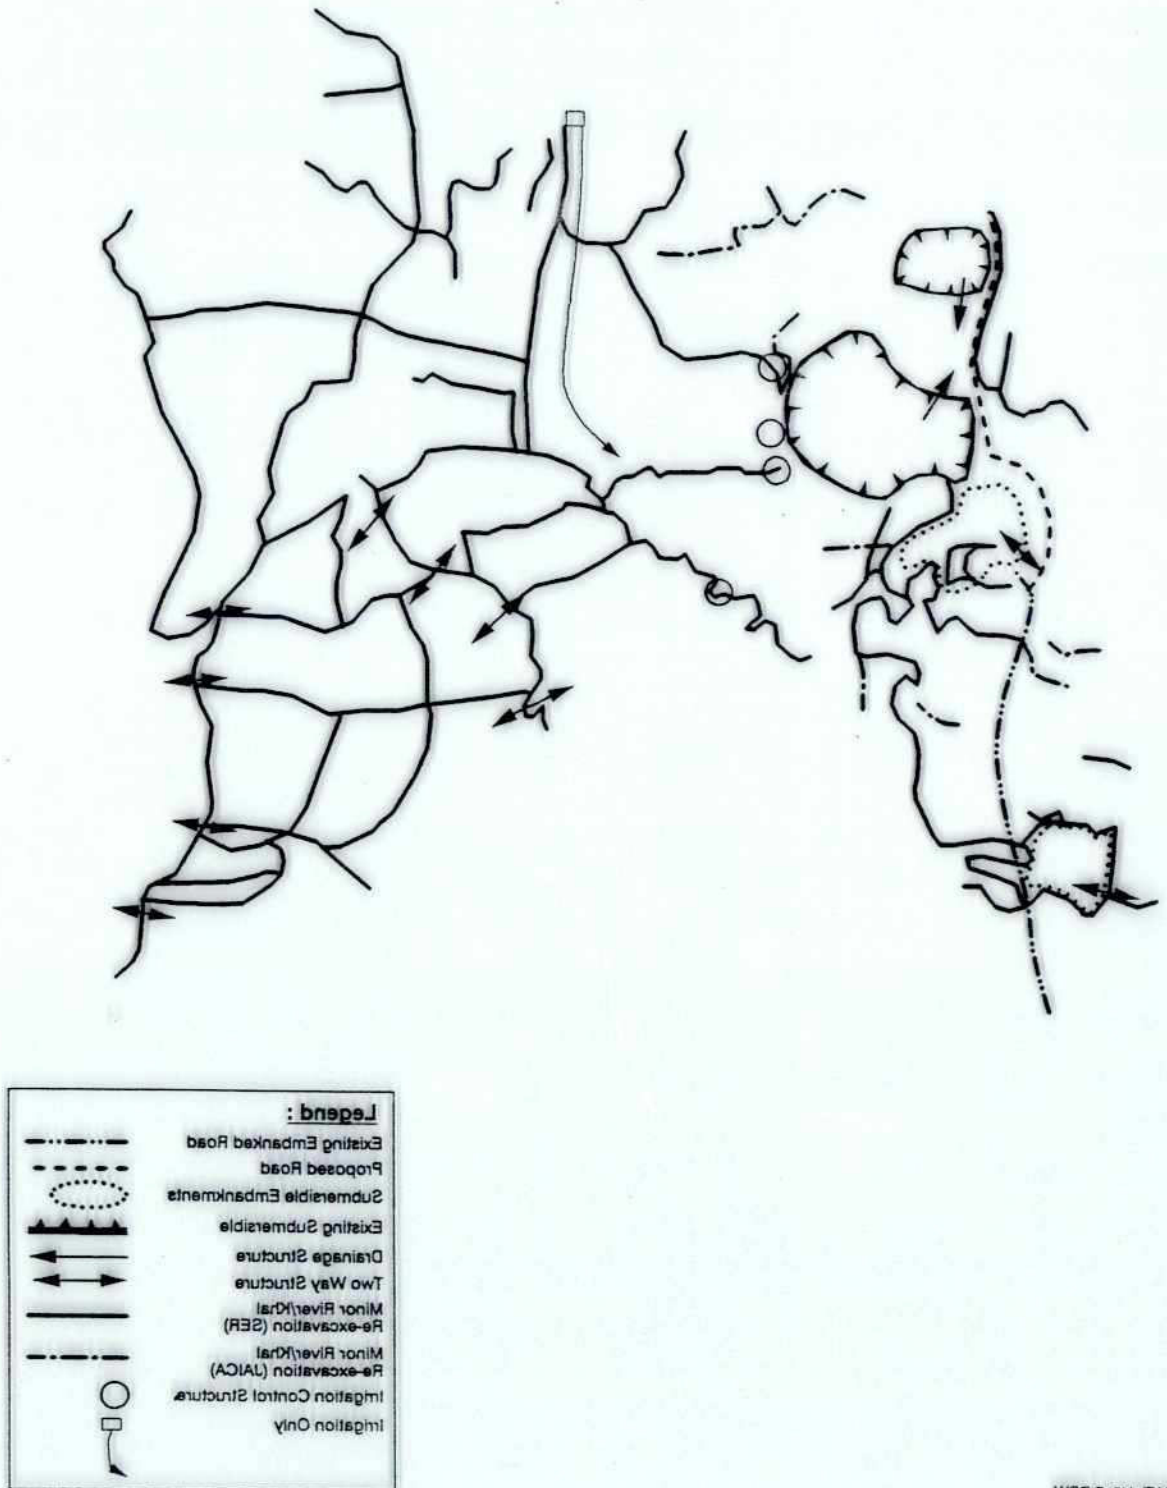 Legend :
Existing Embanked Road
Proposed Road
Submersible Embankments
Existing Submersible
Drainage Structure
Two Way Structure
Minor River/Khal
Re-excavation (SER)
Minor River/Khal
Re-excavation (JAICA)
Irrigation Control Structure
Irrigation Only